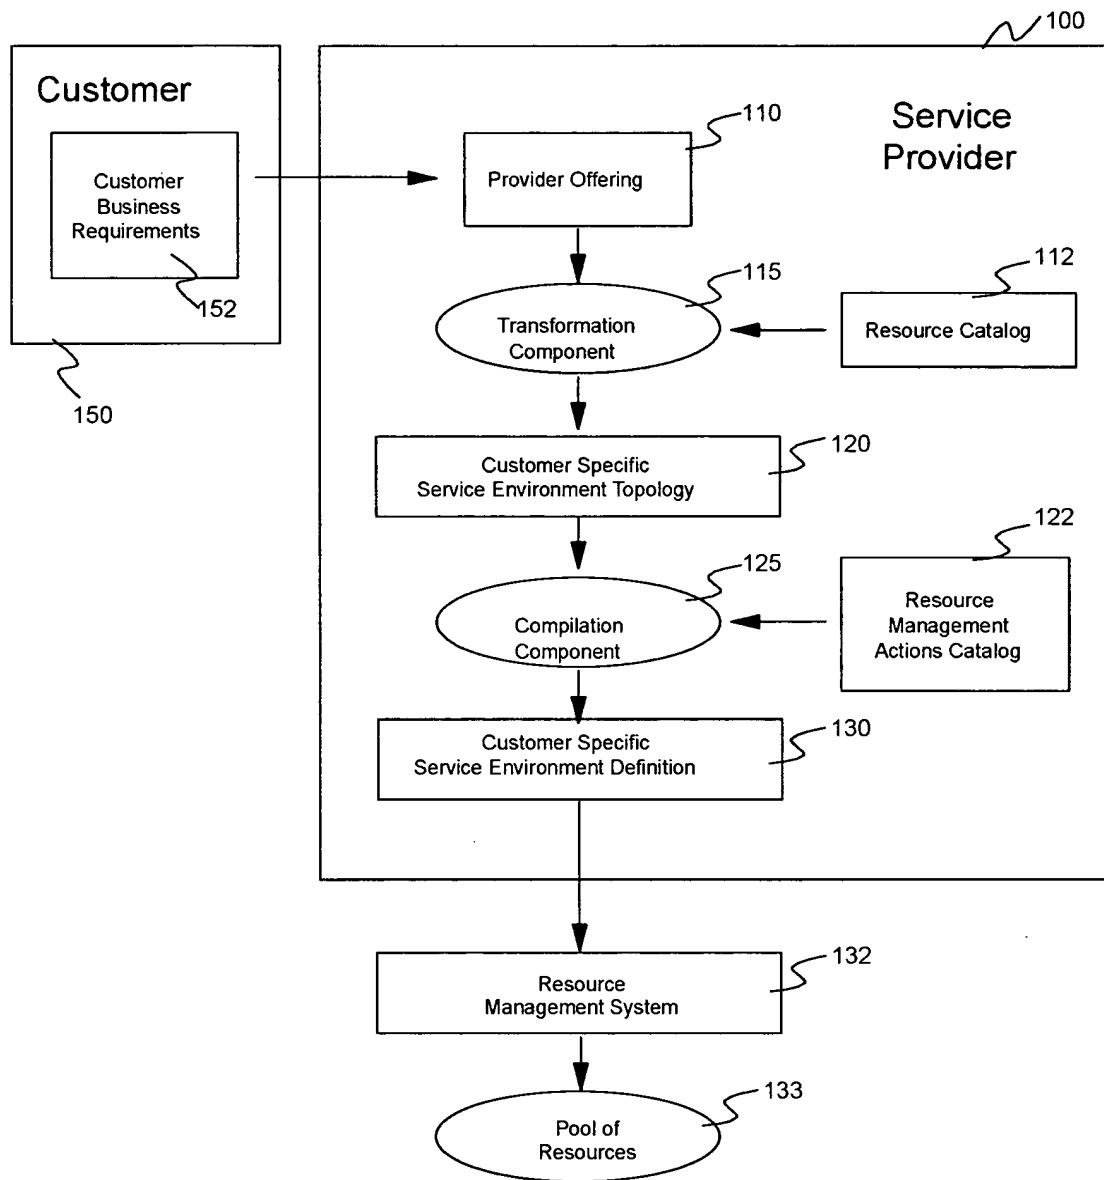 100
Customer
Service
Provider
110
Customer
Business
Requirements
Provider Offering
152
115
112
Transformation
Component
Resource Catalog
150
120
Customer Specific
Service Environment Topology
122
125
Compilation
Component
Resource
Management
Actions Catalog
130
Customer Specific
Service Environment Definition
132
Resource
Management System
133
Pool of
Resources